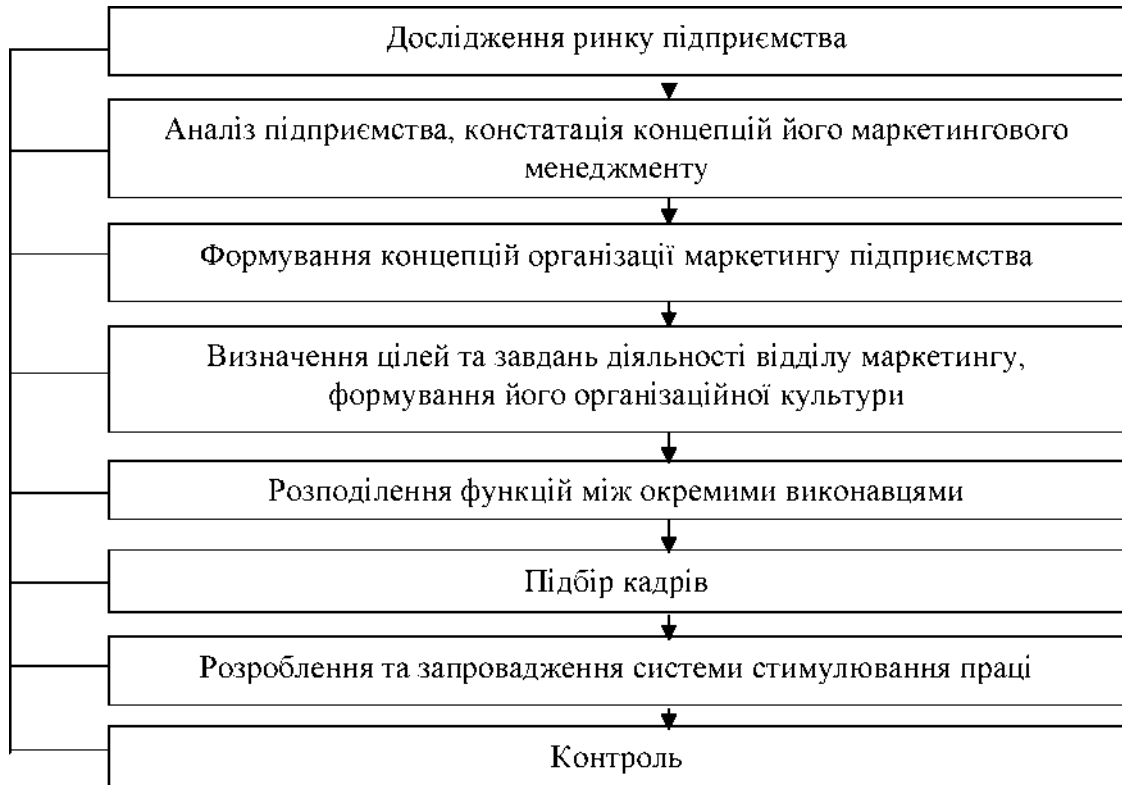 Дослідження ринку підприємства
Аналіз підприємства, констатація концепцій його маркетингового
менеджменту
Формування концепцій організації маркетингу підприємства
Визначення цілей та завдань діяльності відділу маркетингу,
формування його організаційної культури
Розподілення функцій між окремими виконавцями
Підбір кадрів
Розроблення та запровадження системи стимулювання праці
Контроль